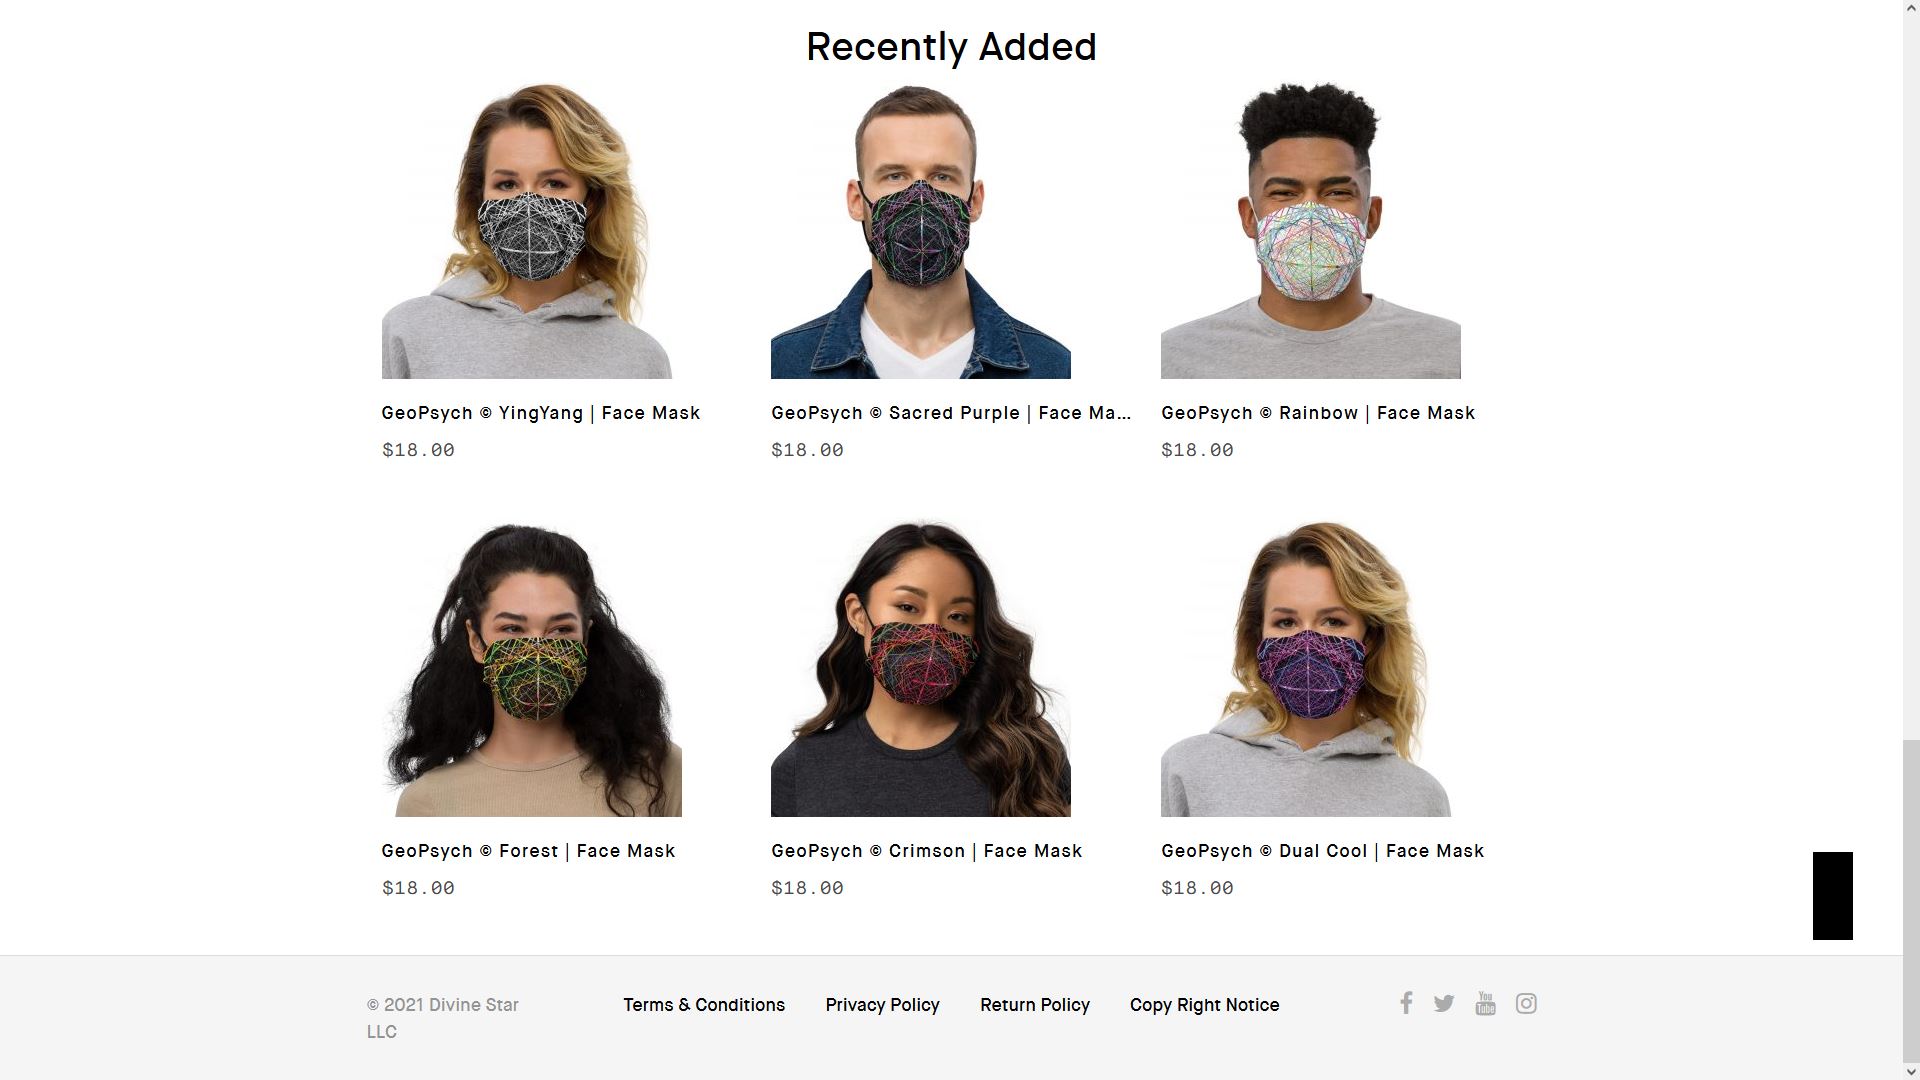 Recently Added
GeoPsych © YingYang | Face Mask
$18.00
GeoPsych © Sacred Purple | Face Ma...
$18.00
GeoPsych © Rainbow | Face Mask
$18.00
GeoPsych © Forest | Face Mask
$18.00
GeoPsych © Crimson | Face Mask
$18.00
GeoPsych © Dual Cool | Face Mask
$18.00
© 2021 Divine Star
LLC
Terms & Conditions
Privacy Policy
Return Policy
Copy Right Notice
You
Tube